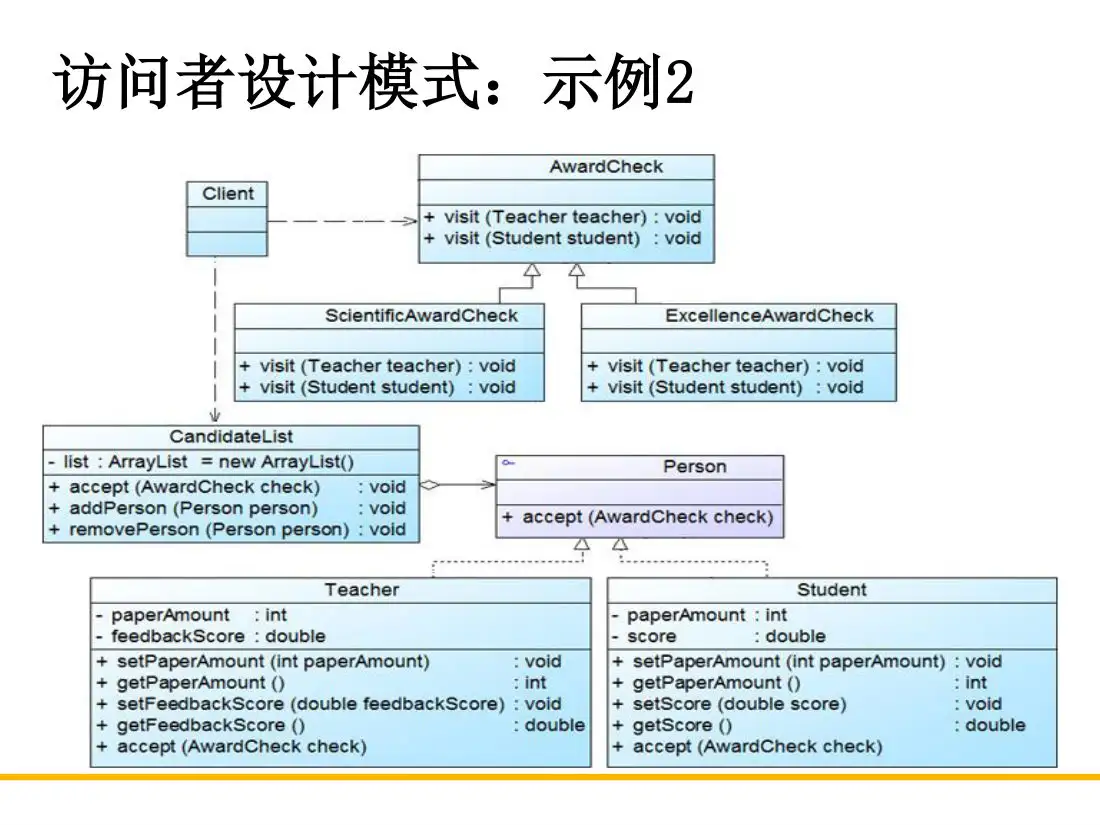 访问者设计模式：示例2
AwardCheck
+ visit (Teacher teacher) : void
+ visit (Student student) : void
Client
ScientificAwardCheck
+ visit (Teacher teacher) : void
+ visit (Student student) : void
ExcellenceAwardCheck
+ visit (Teacher teacher) : void
+ visit (Student student) : void
CandidateList
- list : ArrayList = new ArrayList()
+ accept (AwardCheck check) : void
+ addPerson (Person person) : void
+ removePerson (Person person) : void
Person
+ accept (AwardCheck check)
Teacher
- paperAmount : int
- feedbackScore : double
+ setPaperAmount (int paperAmount) : void
+ getPaperAmount () : int
+ setFeedbackScore (double feedbackScore) : void
+ getFeedbackScore () : double
+ accept (AwardCheck check)
Student
- paperAmount : int
- score : double
+ setPaperAmount (int paperAmount) : void
+ getPaperAmount () : int
+ setScore (double score) : void
+ getScore () : double
+ accept (AwardCheck check)